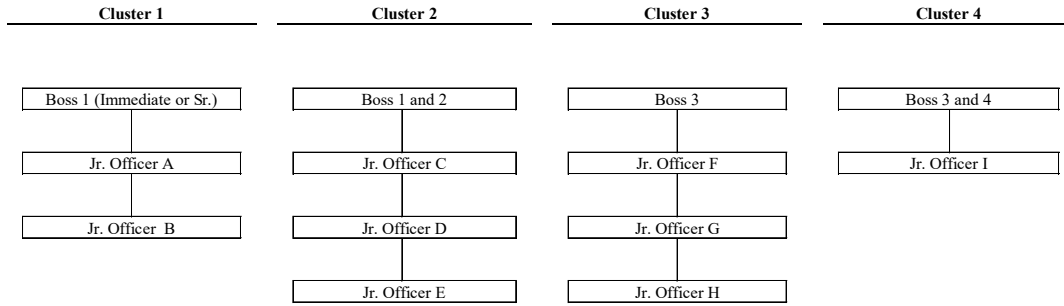 Cluster 1
Cluster 2
Cluster 3
Cluster 4
Boss 1 (Immediate or Sr.)
Boss 1 and 2
Boss 3
Boss 3 and 4
Jr. Officer A
Jr. Officer C
Jr. Officer F
Jr. Officer I
Jr. Officer B
Jr. Officer D
Jr. Officer G
Jr. Officer E
Jr. Officer H